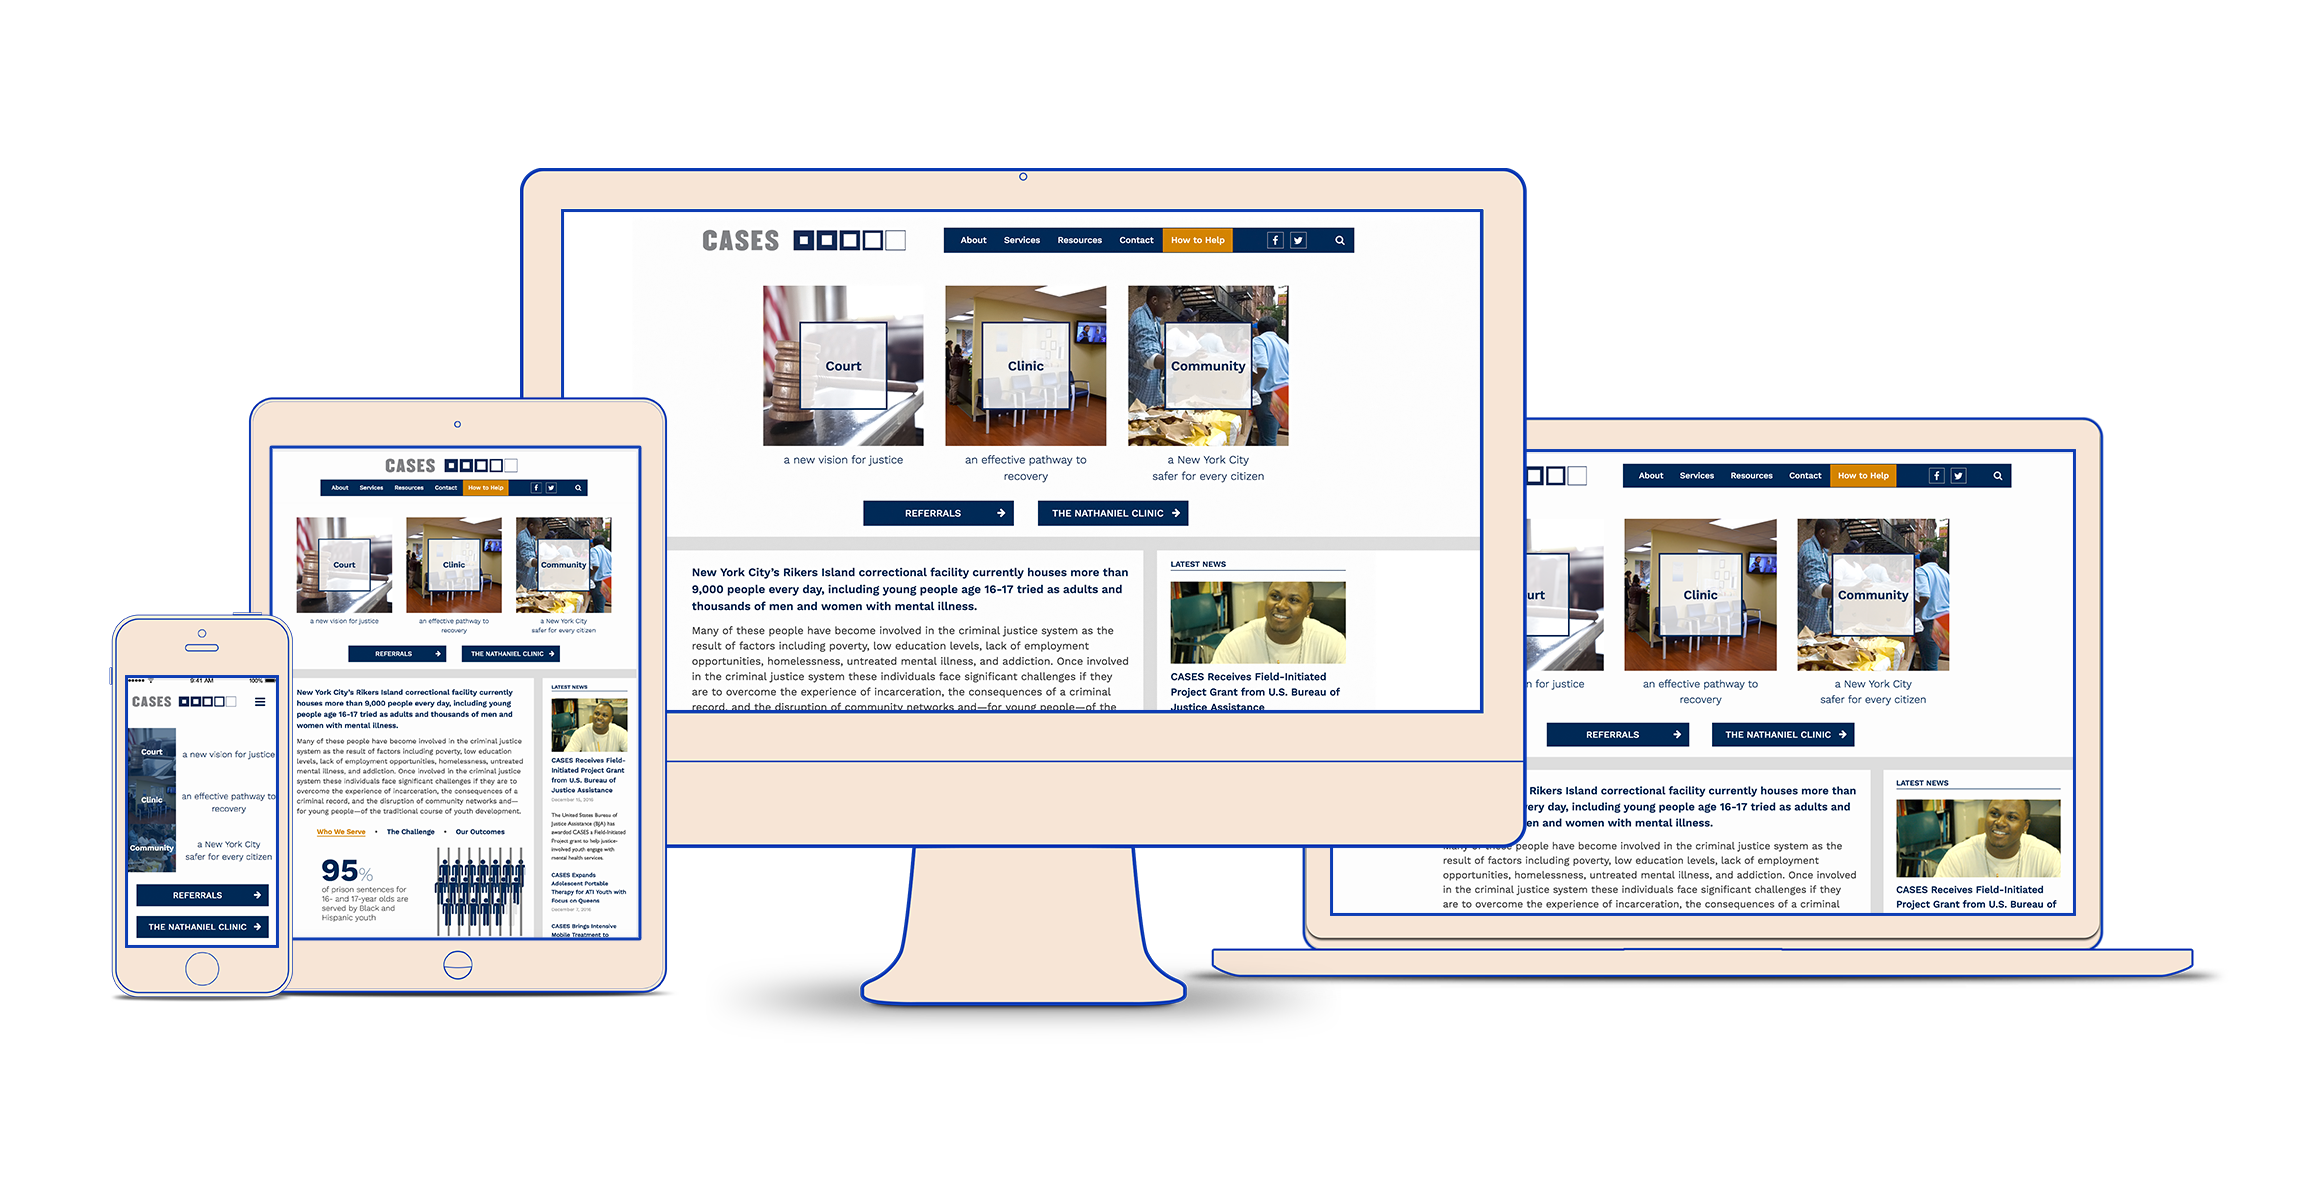 CASES
About Services Resources Contact How to Help
Court
Clinic
Community
a new vision for justice
an effective pathway to
recovery
a New York City
safer for every citizen
REFERRALS
THE NATHANIEL CLINIC
New York City’s Rikers Island correctional facility currently houses more than
9,000 people every day, including young people age 16-17 tried as adults and
thousands of men and women with mental illness.
Many of these people have become involved in the criminal justice system as the
result of factors including poverty, low education levels, lack of employment
opportunities, homelessness, untreated mental illness, and addiction. Once involved
in the criminal justice system these individuals face significant challenges if they
are to overcome the experience of incarceration, the consequences of a criminal
record, and the disruption of community networks and—for young people—of the
LATEST NEWS
CASES Receives Field-Initiated
Project Grant from U.S. Bureau of
Justice Assistance
CASES
About Services Resources Contact How to Help
Court
Clinic
Community
a new vision for justice
an effective pathway to
recovery
a New York City
safer for every citizen
REFERRALS
THE NATHANIEL CLINIC
New York City’s Rikers Island correctional facility currently
houses more than 9,000 people every day, including young
people age 16-17 tried as adults and thousands of men and
women with mental illness.
Many of these people have become involved in the criminal justice
system as the result of factors including poverty, low education
levels, lack of employment opportunities, homelessness, untreated
mental illness, and addiction. Once involved in the criminal justice
system these individuals face significant challenges if they are to
overcome the experience of incarceration, the consequences of a
criminal record, and the disruption of community networks and—
for young people—of the traditional course of youth development.
Who We Serve • The Challenge • Our Outcomes
95%
of prison sentences for
16- and 17-year olds are
served by Black and
Hispanic youth
LATEST NEWS
CASES Receives Field-
Initiated Project Grant
from U.S. Bureau of
Justice Assistance
December 15, 2016
The United States Bureau of
Justice Assistance (BJA) has
awarded CASES a Field-Initiated
Project grant to help justice-
involved youth engage with
mental health services.
CASES Expands
Adolescent Portable
Therapy for ATI Youth with
Focus on Queens
December 7, 2016
CASES Brings Intensive
Mobile Treatment to
9:41 AM 100%
CASES
Court
a new vision for justice
Clinic
an effective pathway to
recovery
Community
a New York City
safer for every citizen
REFERRALS
THE NATHANIEL CLINIC
About Services Resources Contact How to Help
urt
Clinic
Community
n for justice
an effective pathway to
recovery
a New York City
safer for every citizen
REFERRALS
THE NATHANIEL CLINIC
Rikers Island correctional facility currently houses more than
ery day, including young people age 16-17 tried as adults and
en and women with mental illness.
people have become involved in the criminal justice system as the
result of factors including poverty, low education levels, lack of employment
opportunities, homelessness, untreated mental illness, and addiction. Once involved
in the criminal justice system these individuals face significant challenges if they
are to overcome the experience of incarceration, the consequences of a criminal
LATEST NEWS
CASES Receives Field-Initiated
Project Grant from U.S. Bureau of